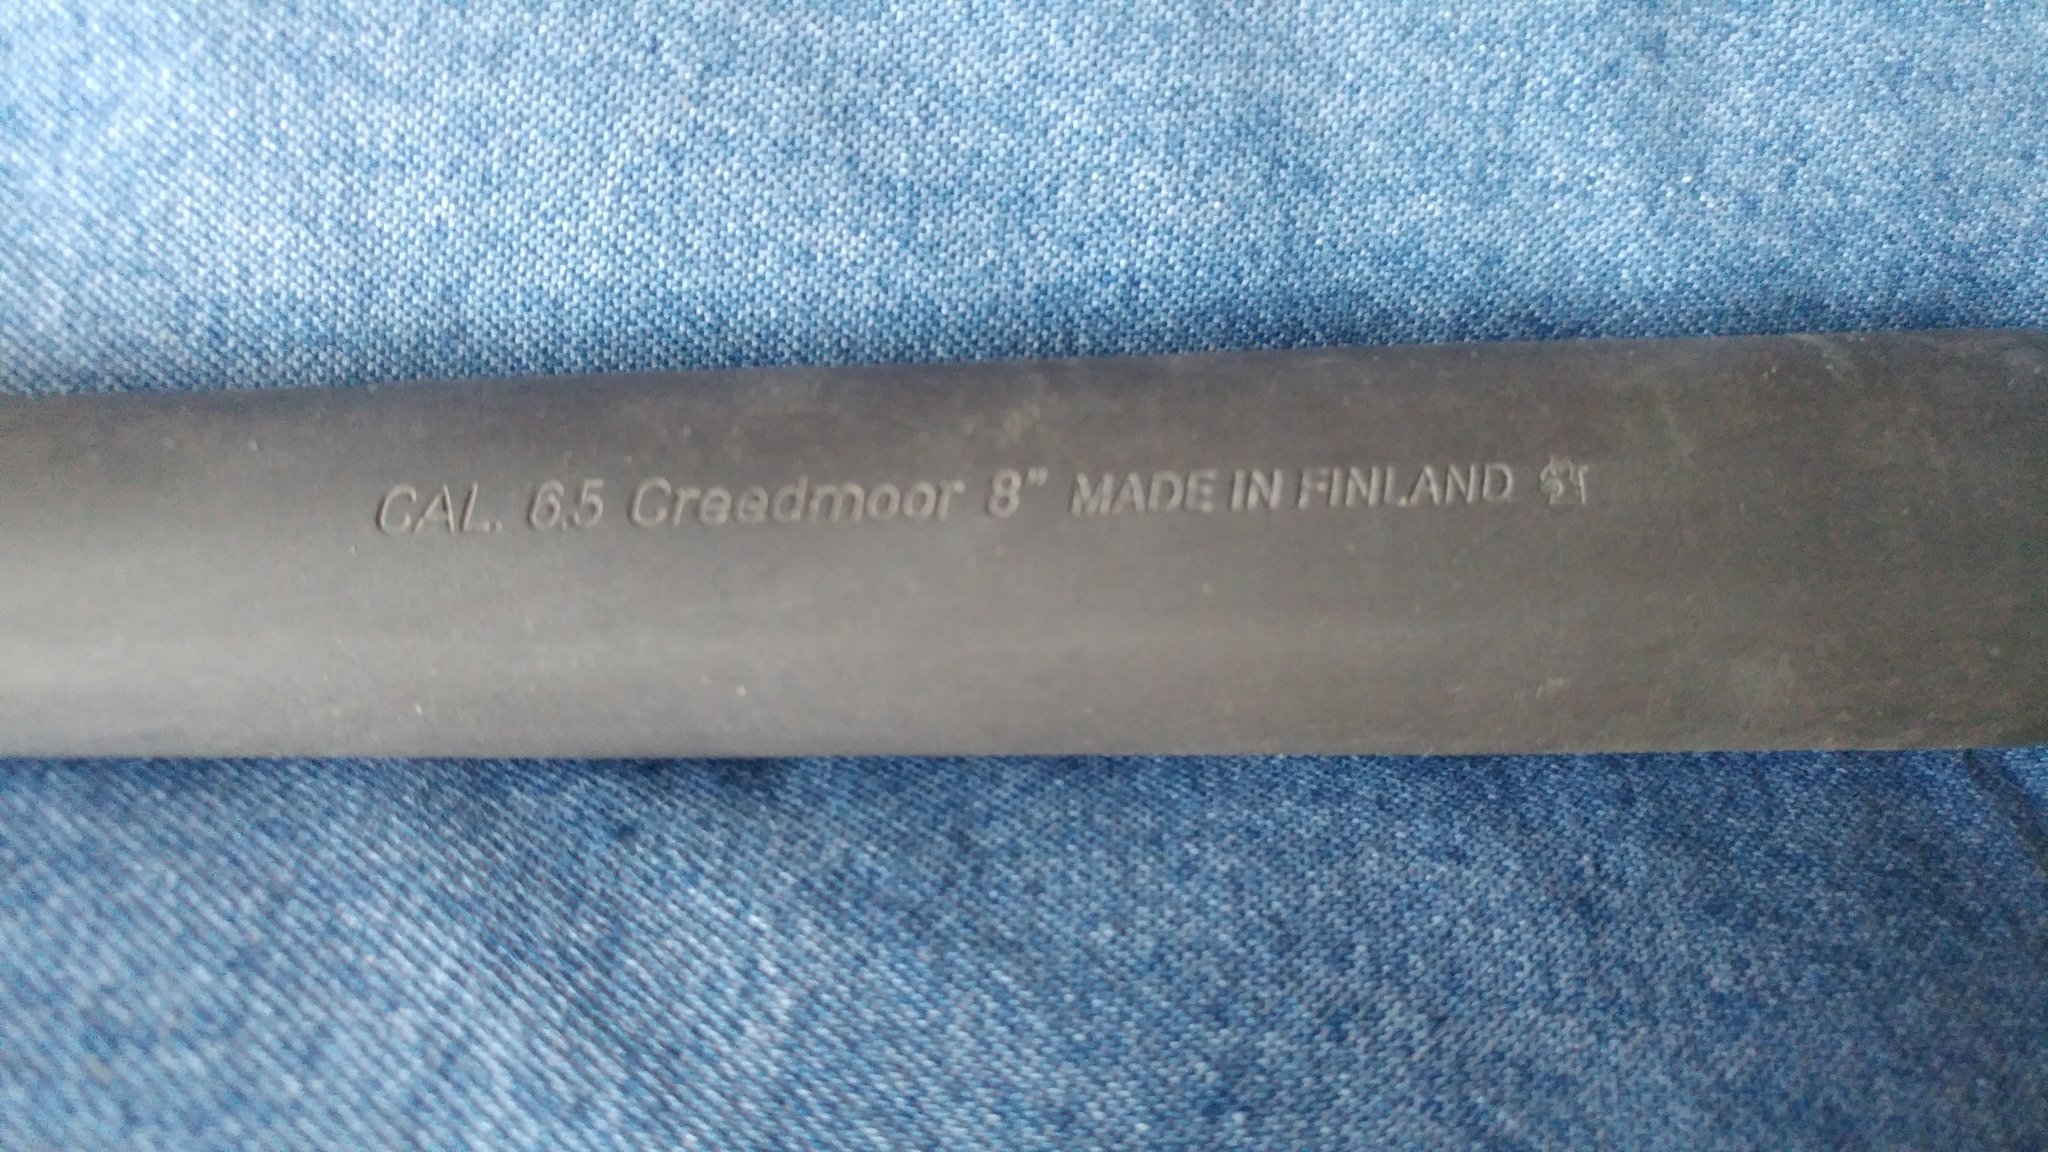 CAL. 6,5 Creedmoor 8" MADE IN FINLAND